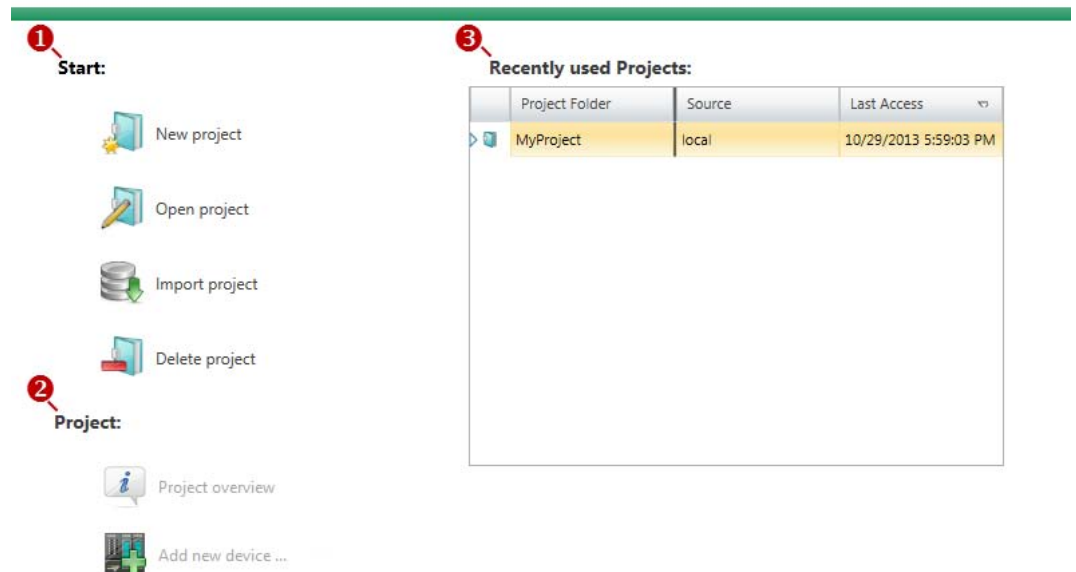 1
Start:
New project
Open project
Import project
Delete project
2
Project:
i Project overview
Add new device ...
3
Recently used Projects:
Project Folder Source Last Access
MyProject local 10/29/2013 5:59:03 PM